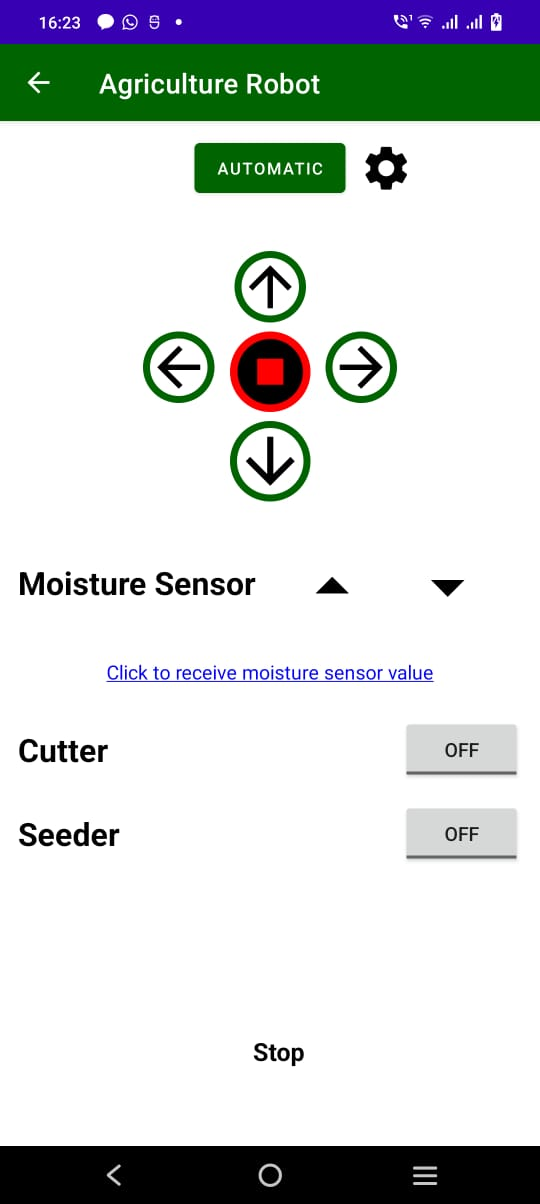 16:23
Agriculture Robot
AUTOMATIC
Moisture Sensor
Click to receive moisture sensor value
Cutter
OFF
Seeder
OFF
Stop